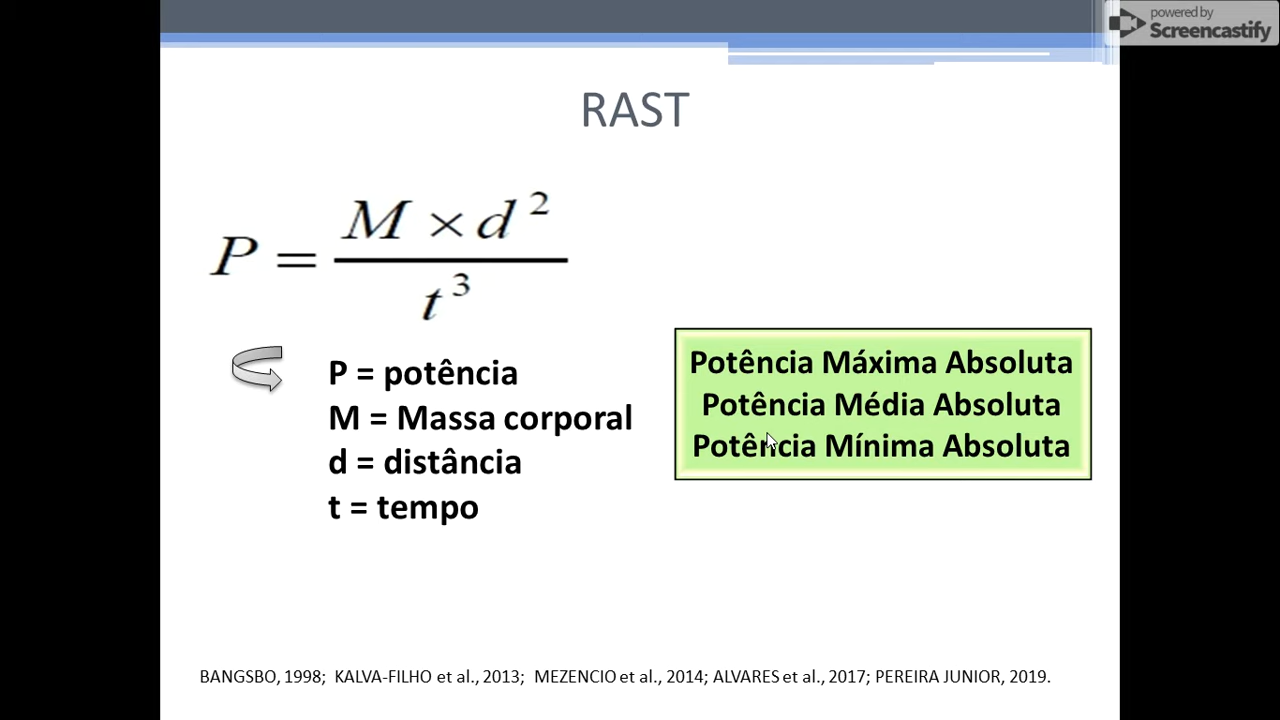 powered by
Screencastify
RAST
P = M × d² / t³
P = potência
M = Massa corporal
d = distância
t = tempo
Potência Máxima Absoluta
Potência Média Absoluta
Potência Mínima Absoluta
BANGSBO, 1998; KALVA-FILHO et al., 2013; MEZENCIO et al., 2014; ALVARES et al., 2017; PEREIRA JUNIOR, 2019.